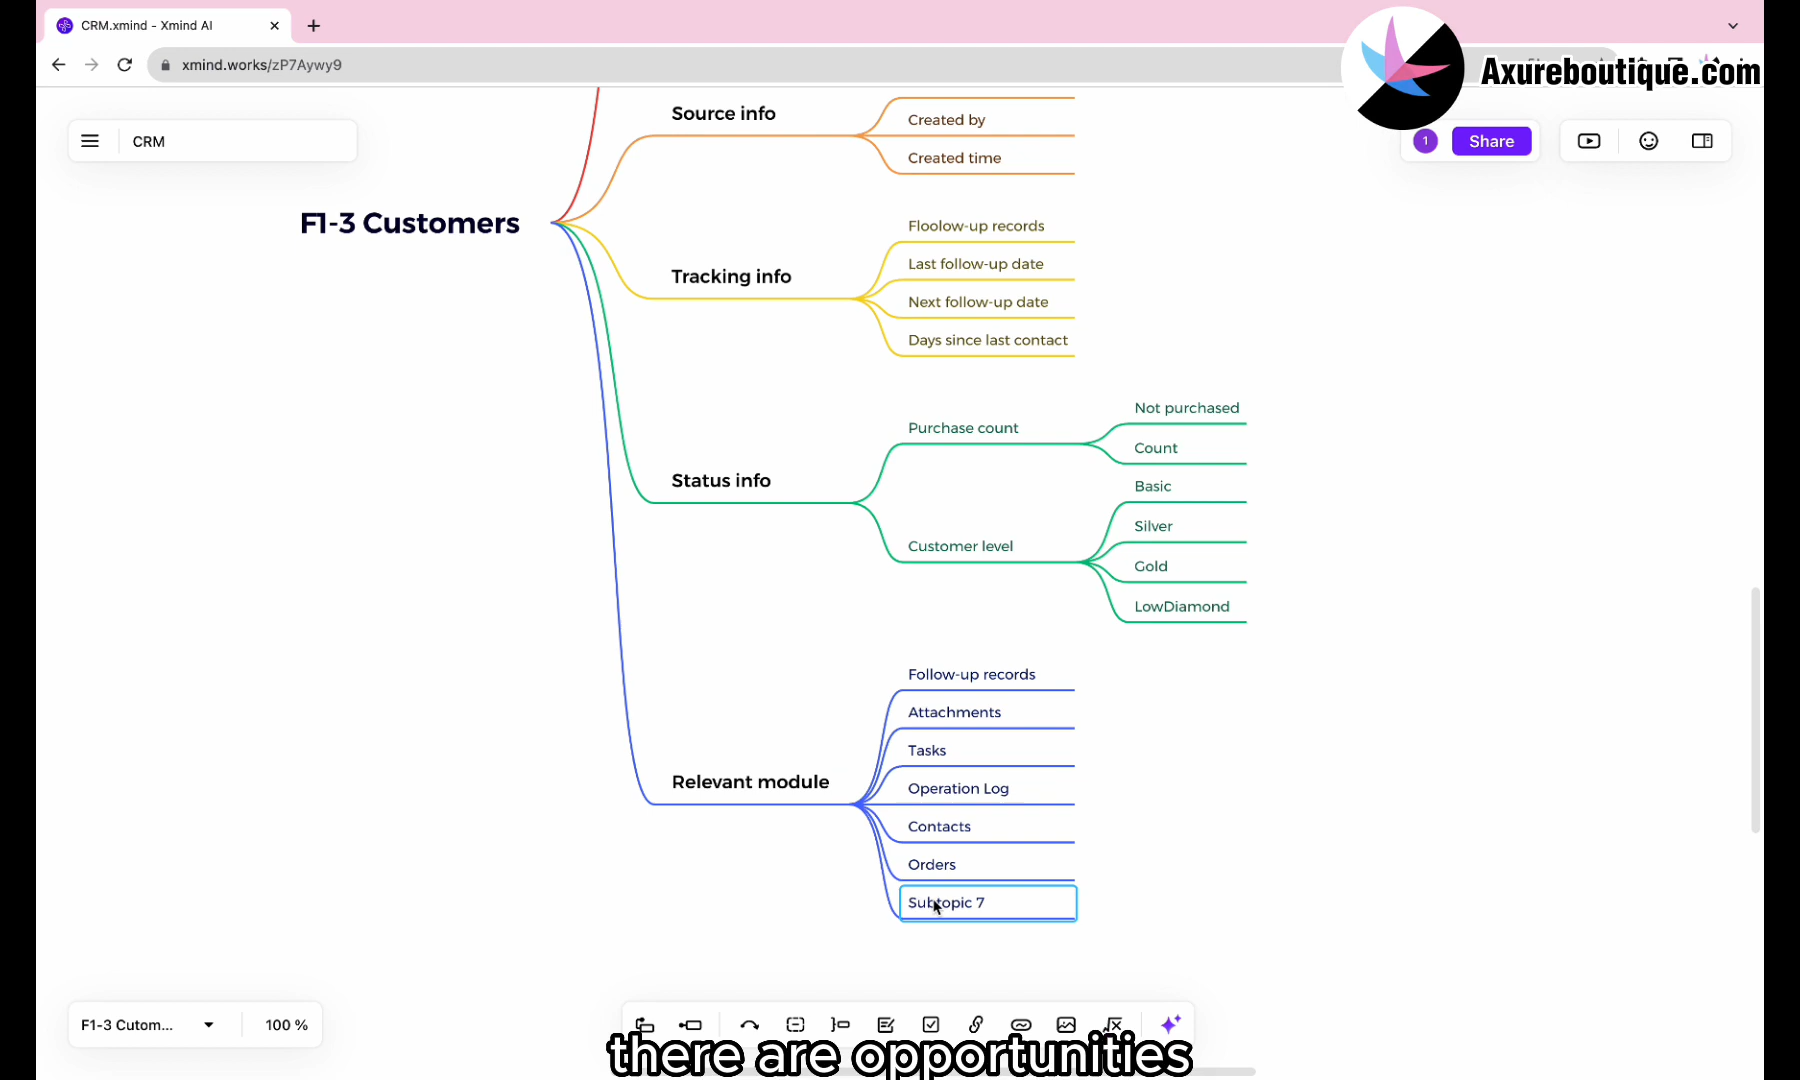 CRM.xmind - Xmind AI
xmind.works/zP7Aywy9
Axureboutique.com
CRM
1
Share
Source info
Created by
Created time
F1-3 Customers
Floolow-up records
Last follow-up date
Tracking info
Next follow-up date
Days since last contact
Not purchased
Purchase count
Count
Status info
Basic
Silver
Customer level
Gold
LowDiamond
Follow-up records
Attachments
Tasks
Relevant module
Operation Log
Contacts
Orders
Subtopic 7
F1-3 Cutom...
100 %
there are opportunities